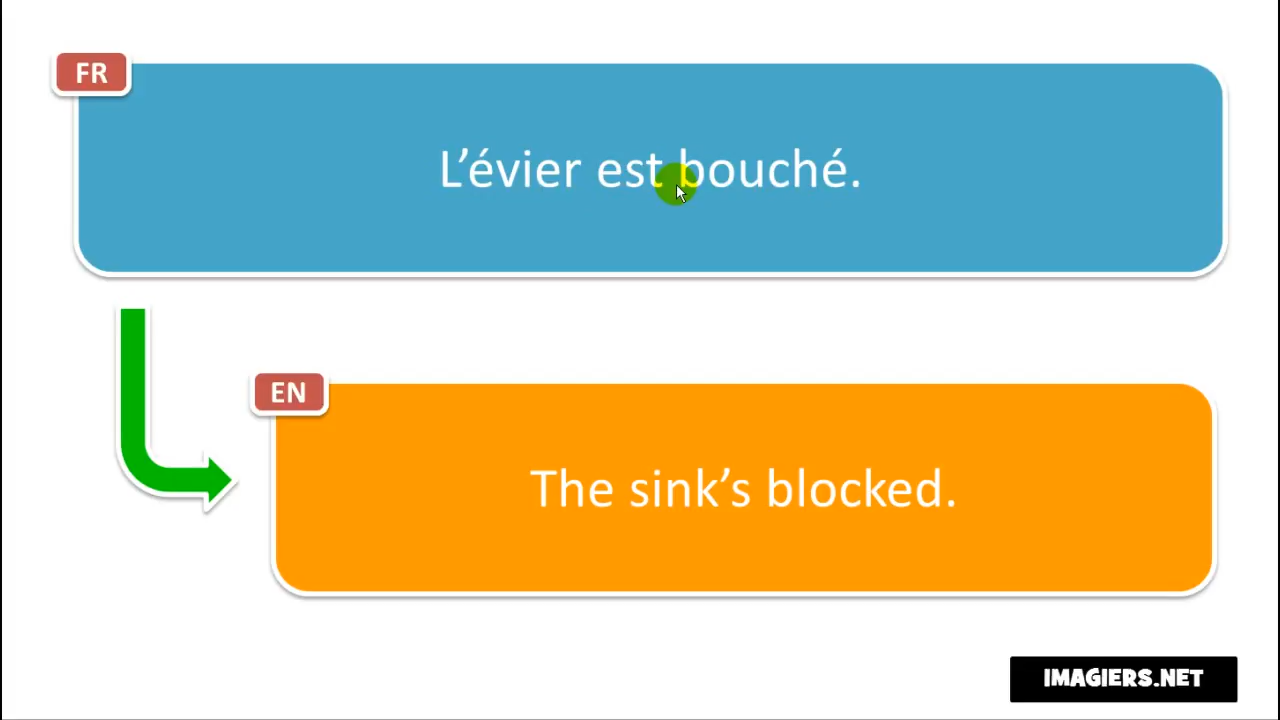 FR
L’évier est bouché.
EN
The sink’s blocked.
IMAGIERS.NET